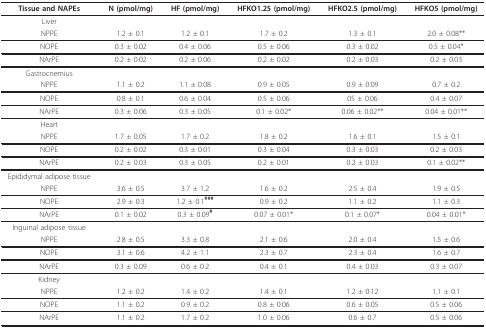 Tissue and NAPEs N (pmol/mg) HF (pmol/mg) HFKO1.25 (pmol/mg) HFKO2.5 (pmol/mg) HFKO5 (pmol/mg)
Liver
NPPE 1.2 ± 0.1 1.2 ± 0.1 1.7 ± 0.2 1.3 ± 0.1 2.0 ± 0.08**
NOPE 0.3 ± 0.02 0.4 ± 0.06 0.5 ± 0.06 0.3 ± 0.02 0.5 ± 0.04*
NArPE 0.2 ± 0.02 0.2 ± 0.06 0.2 ± 0.02 0.2 ± 0.03 0.2 ± 0.03
Gastrocnemius
NPPE 1.1 ± 0.2 1.1 ± 0.08 0.9 ± 0.05 0.9 ± 0.09 0.7 ± 0.2
NOPE 0.8 ± 0.1 0.6 ± 0.04 0.5 ± 0.06 05 ± 0.06 0.4 ± 0.07
NArPE 0.3 ± 0.06 0.3 ± 0.05 0.1 ± 0.02* 0.06 ± 0.02** 0.04 ± 0.01**
Heart
NPPE 1.7 ± 0.05 1.7 ± 0.2 1.8 ± 0.2 1.6 ± 0.1 1.5 ± 0.1
NOPE 0.2 ± 0.02 0.3 ± 0.01 0.3 ± 0.04 0.3 ± 0.03 0.2 ± 0.03
NArPE 0.2 ± 0.03 0.3 ± 0.05 0.2 ± 0.01 0.2 ± 0.03 0.1 ± 0.02**
Epididymal adipose tissue
NPPE 3.6 ± 0.5 3.7 ± 1.2 1.6 ± 0.2 2.5 ± 0.4 1.9 ± 0.5
NOPE 2.9 ± 0.3 1.2 ± 0.1### 0.9 ± 0.2 1.1 ± 0.2 1.1 ± 0.3
NArPE 0.1 ± 0.02 0.3 ± 0.09# 0.07 ± 0.01* 0.1 ± 0.07* 0.04 ± 0.01*
Inguinal adipose tissue
NPPE 2.8 ± 0.5 3.3 ± 0.8 2.1 ± 0.6 2.0 ± 0.4 1.5 ± 0.6
NOPE 3.1 ± 0.6 4.2 ± 1.1 2.3 ± 0.7 2.3 ± 0.4 1.6 ± 0.7
NArPE 0.3 ± 0.09 0.6 ± 0.2 0.4 ± 0.1 0.4 ± 0.03 0.3 ± 0.07
Kidney
NPPE 1.2 ± 0.2 1.4 ± 0.2 1.4 ± 0.1 1.2 ± 0.12 1.1 ± 0.1
NOPE 1.1 ± 0.2 0.9 ± 0.2 0.8 ± 0.06 0.6 ± 0.05 0.5 ± 0.06
NArPE 1.1 ± 0.2 1.7 ± 0.2 1.0 ± 0.06 0.6 ± 0.7 0.5 ± 0.06